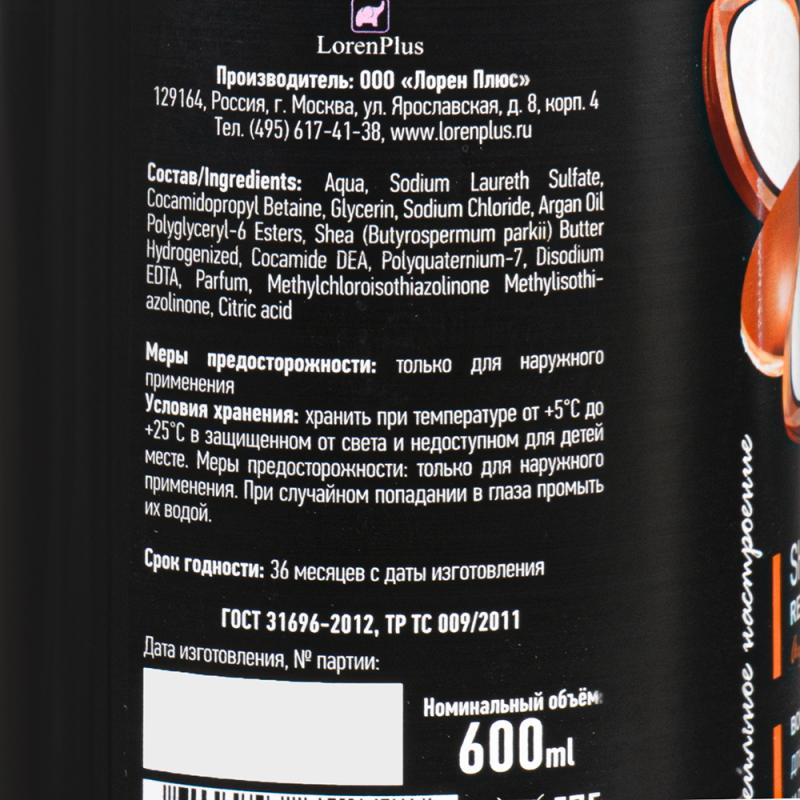 LorenPlus
Производитель: ООО «Лорен Плюс»
129164, Россия, г. Москва, ул. Ярославская, д. 8, корп. 4
Тел. (495) 617-41-38, www.lorenplus.ru
Состав/Ingredients: Aqua, Sodium Laureth Sulfate,
Cocamidopropyl Betaine, Glycerin, Sodium Chloride, Argan Oil
Polyglyceryl-6 Esters, Shea (Butyrospermum parkii) Butter
Hydrogenized, Cocamide DEA, Polyquaternium-7, Disodium
EDTA, Parfum, Methylchloroisothiazolinone Methylisothi-
azolinone, Citric acid
Меры предосторожности: только для наружного
применения
Условия хранения: хранить при температуре от +5°C до
+25°C в защищенном от света и недоступном для детей
месте. Меры предосторожности: только для наружного
применения. При случайном попадании в глаза промыть
их водой.
Срок годности: 36 месяцев с даты изготовления
ГОСТ 31696-2012, ТР ТС 009/2011
Дата изготовления, № партии:
Номинальный объём:
600ml
настроение